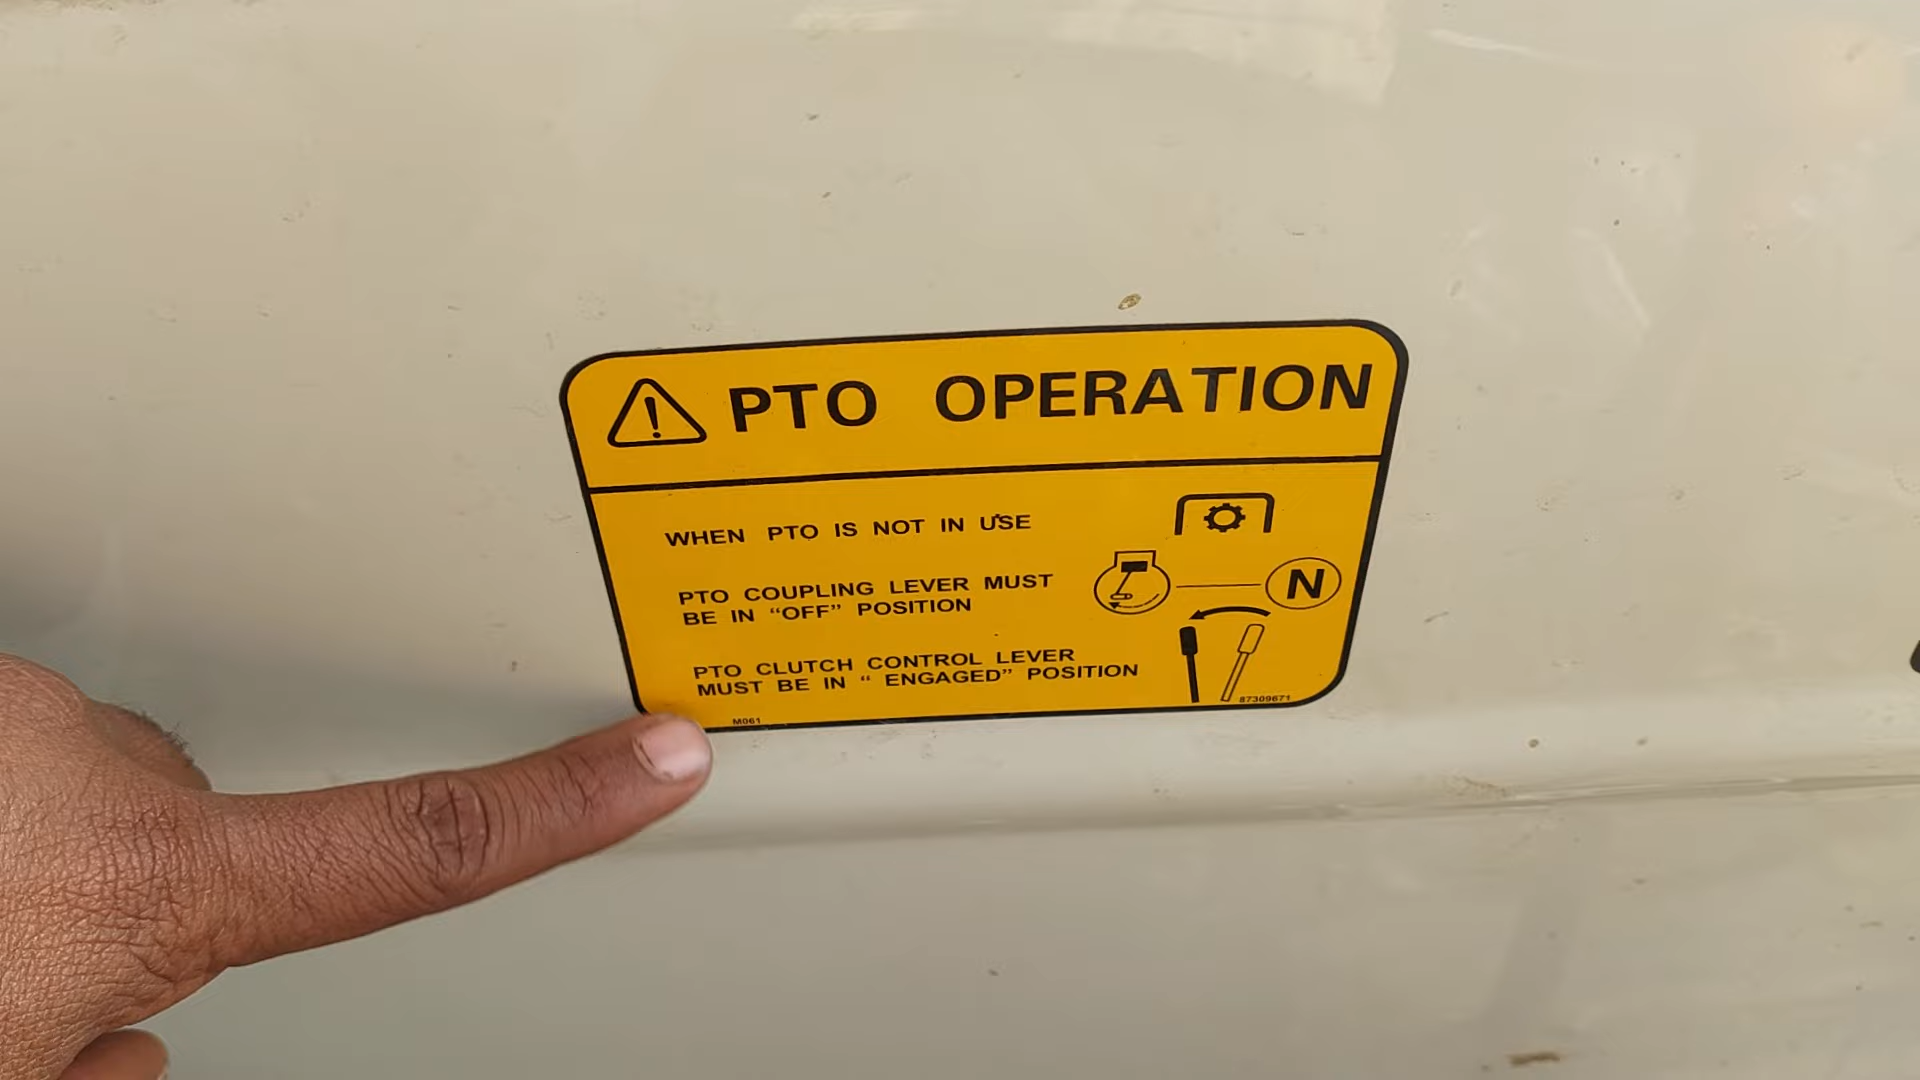 PTO OPERATION
WHEN PTO IS NOT IN USE
PTO COUPLING LEVER MUST
BE IN “OFF” POSITION
N
PTO CLUTCH CONTROL LEVER
MUST BE IN “ ENGAGED” POSITION
M061
87309671